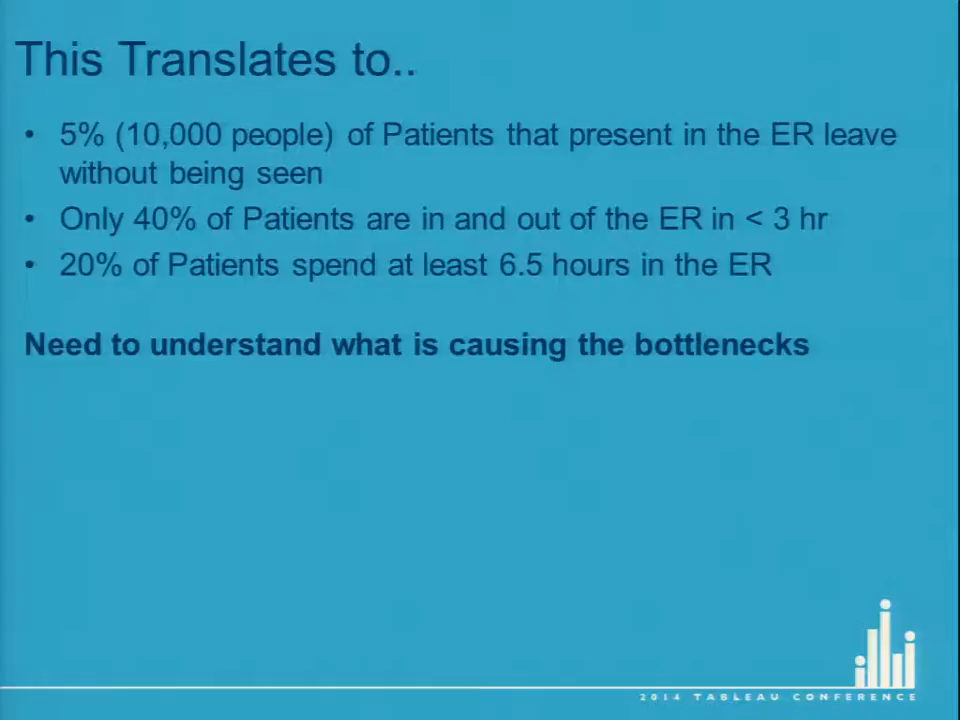 This Translates to..
• 5% (10,000 people) of Patients that present in the ER leave
without being seen
• Only 40% of Patients are in and out of the ER in < 3 hr
• 20% of Patients spend at least 6.5 hours in the ER
Need to understand what is causing the bottlenecks
2014 TABLEAU CONFERENCE